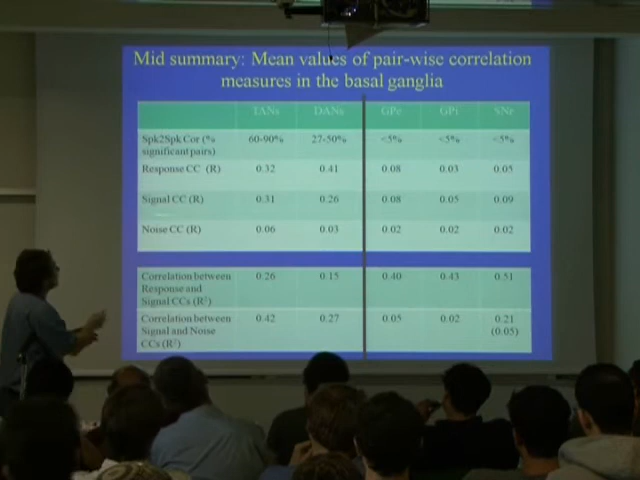 Mid summary: Mean values of pair-wise correlation
measures in the basal ganglia
TANs DANs GPe GPi SNr
Spk2Spk Cor (% significant pairs) 60-90% 27-50% <5% <5% <5%
Response CC (R) 0.32 0.41 0.08 0.03 0.05
Signal CC (R) 0.31 0.26 0.08 0.05 0.09
Noise CC (R) 0.06 0.03 0.02 0.02 0.02
Correlation between Response and Signal CCs (R²) 0.26 0.15 0.40 0.43 0.51
Correlation between Signal and Noise CCs (R²) 0.42 0.27 0.05 0.02 0.21 (0.05)